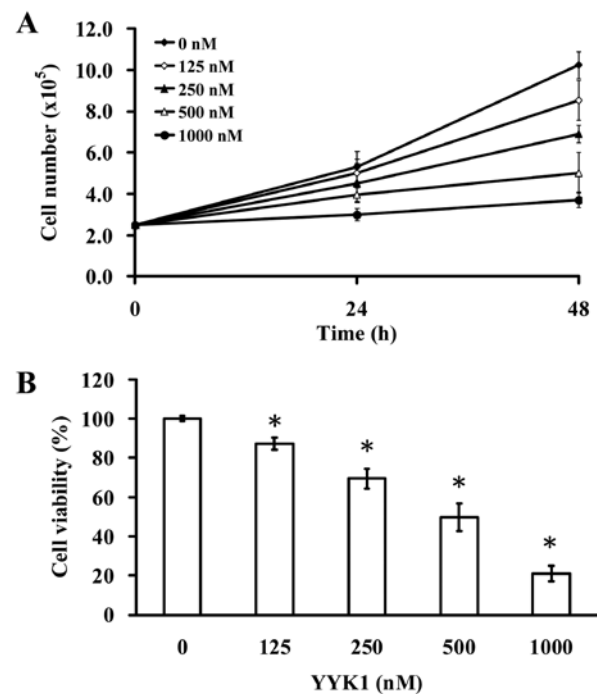 A
0 nM
125 nM
250 nM
500 nM
1000 nM
Cell number (x10⁵)
10.0
8.0
6.0
4.0
2.0
0.0
0 24 48
Time (h)
B
Cell viability (%)
120
100
80
60
40
20
0
* * * *
0 125 250 500 1000
YYK1 (nM)